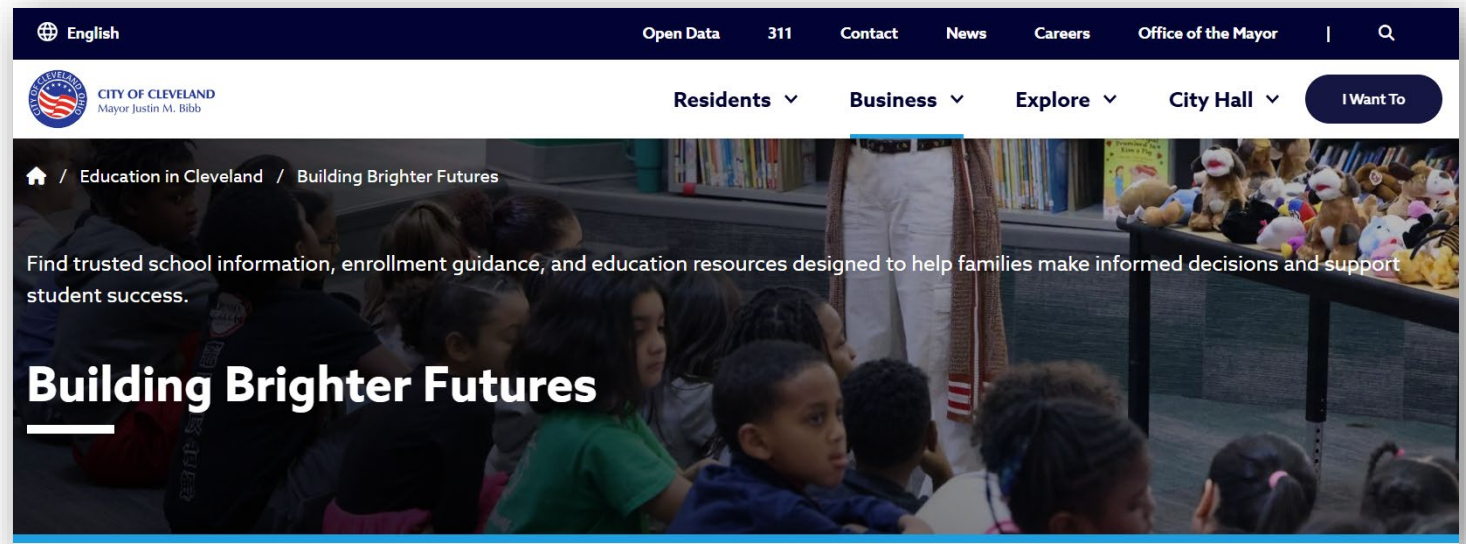 English
Open Data
311
Contact
News
Careers
Office of the Mayor
|
CITY OF CLEVELAND
Mayor Justin M. Bibb
Residents
Business
Explore
City Hall
I Want To
/ Education in Cleveland / Building Brighter Futures
Find trusted school information, enrollment guidance, and education resources designed to help families make informed decisions and support
student success.
Building Brighter Futures